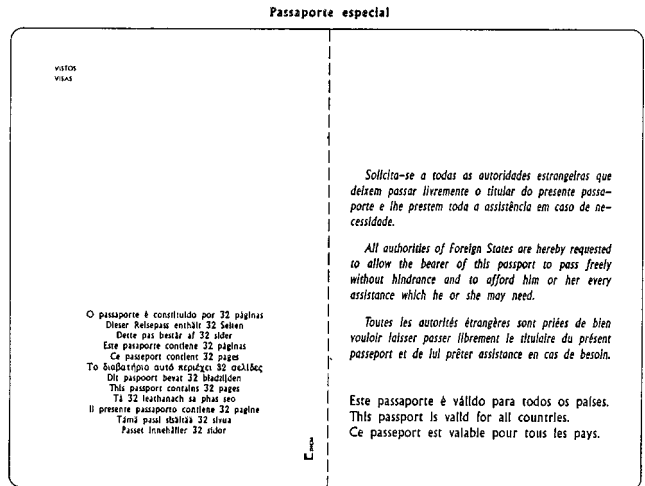 Passaporte especial
VISTOS
VISAS
O passaporte é constituído por 32 páginas
Dieser Reisepass enthält 32 Seiten
Dette pas består af 32 sider
Este pasaporte contiene 32 páginas
Ce passeport contient 32 pages
Το διαβατήριο αυτό περιέχει 32 σελίδες
Dit paspoort bevat 32 bladzijden
This passport contains 32 pages
Tá 32 leathanach sa phas seo
Il presente passaporto contiene 32 pagine
Tämä passi sisältää 32 sivua
Passet innehåller 32 sidor
Solicita-se a todas as autoridades estrangeiras que
deixem passar livremente o titular do presente passa-
porte e lhe prestem toda a assistência em caso de ne-
cessidade.
All authorities of Foreign States are hereby requested
to allow the bearer of this passport to pass freely
without hindrance and to afford him or her every
assistance which he or she may need.
Toutes les autorités étrangères sont priées de bien
vouloir laisser passer librement le titulaire du présent
passeport et de lui prêter assistance en cas de besoin.
Este passaporte é válido para todos os países.
This passport is valid for all countries.
Ce passeport est valable pour tous les pays.